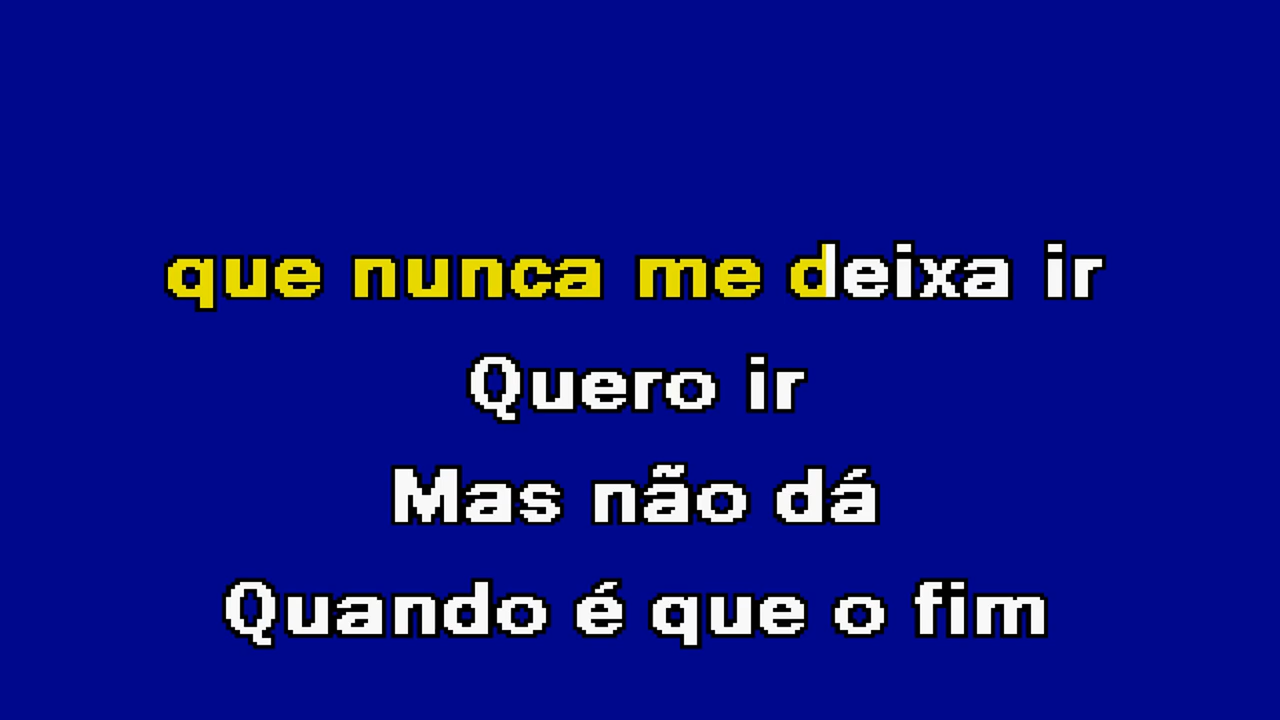 que nunca me deixa ir
Quero ir
Mas não dá
Quando é que o fim